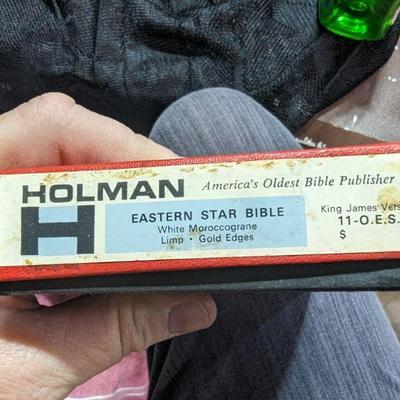 HOLMAN America's Oldest Bible Publisher
H
EASTERN STAR BIBLE
White Moroccograne
Limp • Gold Edges
King James Vers
11-O.E.S.
$